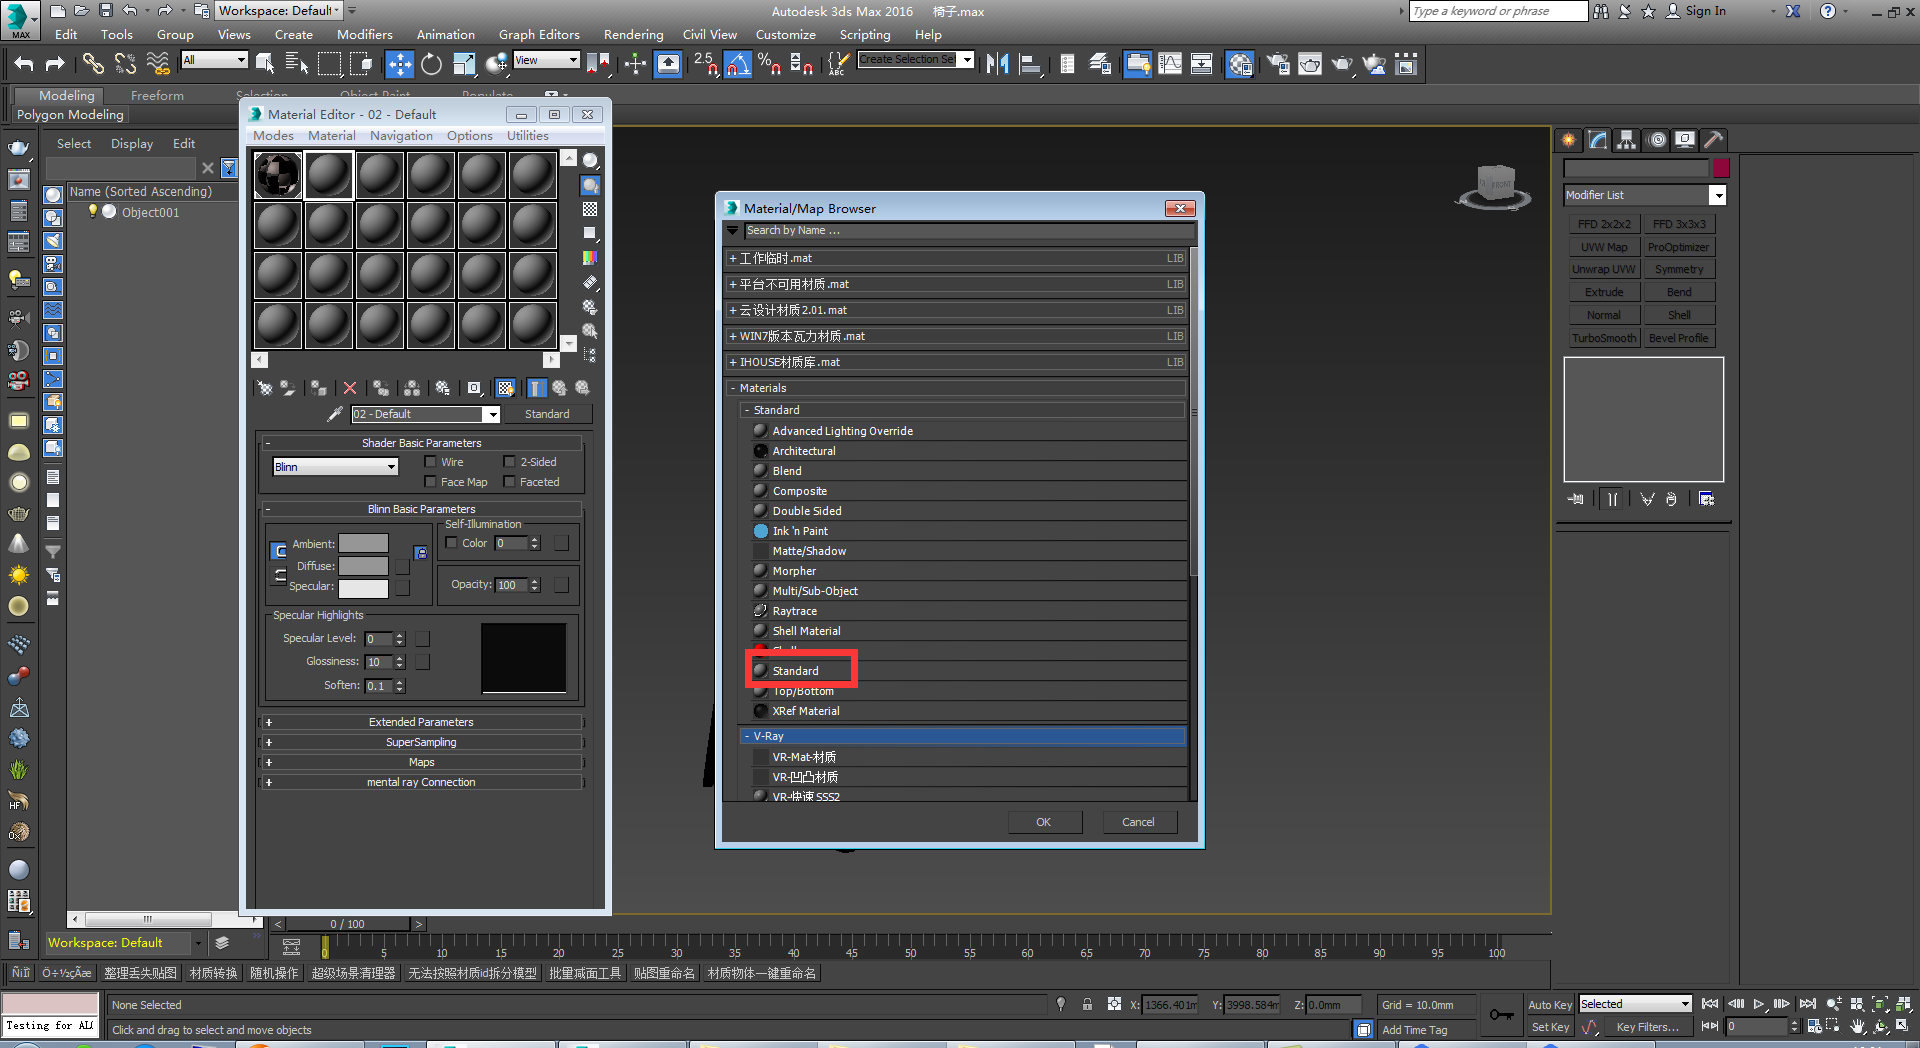 Workspace: Default
Autodesk 3ds Max 2016 椅子.max
Type a keyword or phrase
Sign In
MAX
Edit Tools Group Views Create Modifiers Animation Graph Editors Rendering Civil View Customize Scripting Help
All
View
2.5
ABC
Create Selection Se
Modeling Freeform Selection Object Paint Populate
Polygon Modeling
Select Display Edit
Name (Sorted Ascending)
Object001
Material Editor - 02 - Default
Modes Material Navigation Options Utilities
02 - Default
Standard
Shader Basic Parameters
Blinn
Wire 2-Sided
Face Map Faceted
Blinn Basic Parameters
Self-Illumination
Ambient:
Color 0
Diffuse:
Specular:
Opacity: 100
Specular Highlights
Specular Level: 0
Glossiness: 10
Soften: 0.1
+ Extended Parameters
+ SuperSampling
+ Maps
+ mental ray Connection
Material/Map Browser
Search by Name ...
+ 工作临时.mat LIB
+ 平台不可用材质.mat LIB
+ 云设计材质2.01.mat LIB
+ WIN7版本瓦力材质.mat LIB
+ IHOUSE材质库.mat LIB
- Materials
- Standard
Advanced Lighting Override
Architectural
Blend
Composite
Double Sided
Ink 'n Paint
Matte/Shadow
Morpher
Multi/Sub-Object
Raytrace
Shell Material
Standard
Top/Bottom
XRef Material
- V-Ray
VR-Mat-材质
VR-凹凸材质
VR-快速SSS2
OK Cancel
FRONT
Modifier List
FFD 2x2x2 FFD 3x3x3
UVW Map ProOptimizer
Unwrap UVW Symmetry
Extrude Bend
Normal Shell
TurboSmooth Bevel Profile
HF
0 / 100
Workspace: Default
0 5 10 15 20 25 30 35 40 45 50 55 60 65 70 75 80 85 90 95 100
Ñìîï Ö÷½çÃæ 整理丢失贴图 材质转换 随机操作 超级场景清理器 无法按照材质id拆分模型 批量减面工具 贴图重命名 材质物体一键重命名
None Selected
X: 1366.401m Y: 3998.584m Z: 0.0mm
Grid = 10.0mm
Auto Key Selected
Testing for ALL
Click and drag to select and move objects
Add Time Tag
Set Key Key Filters...
0